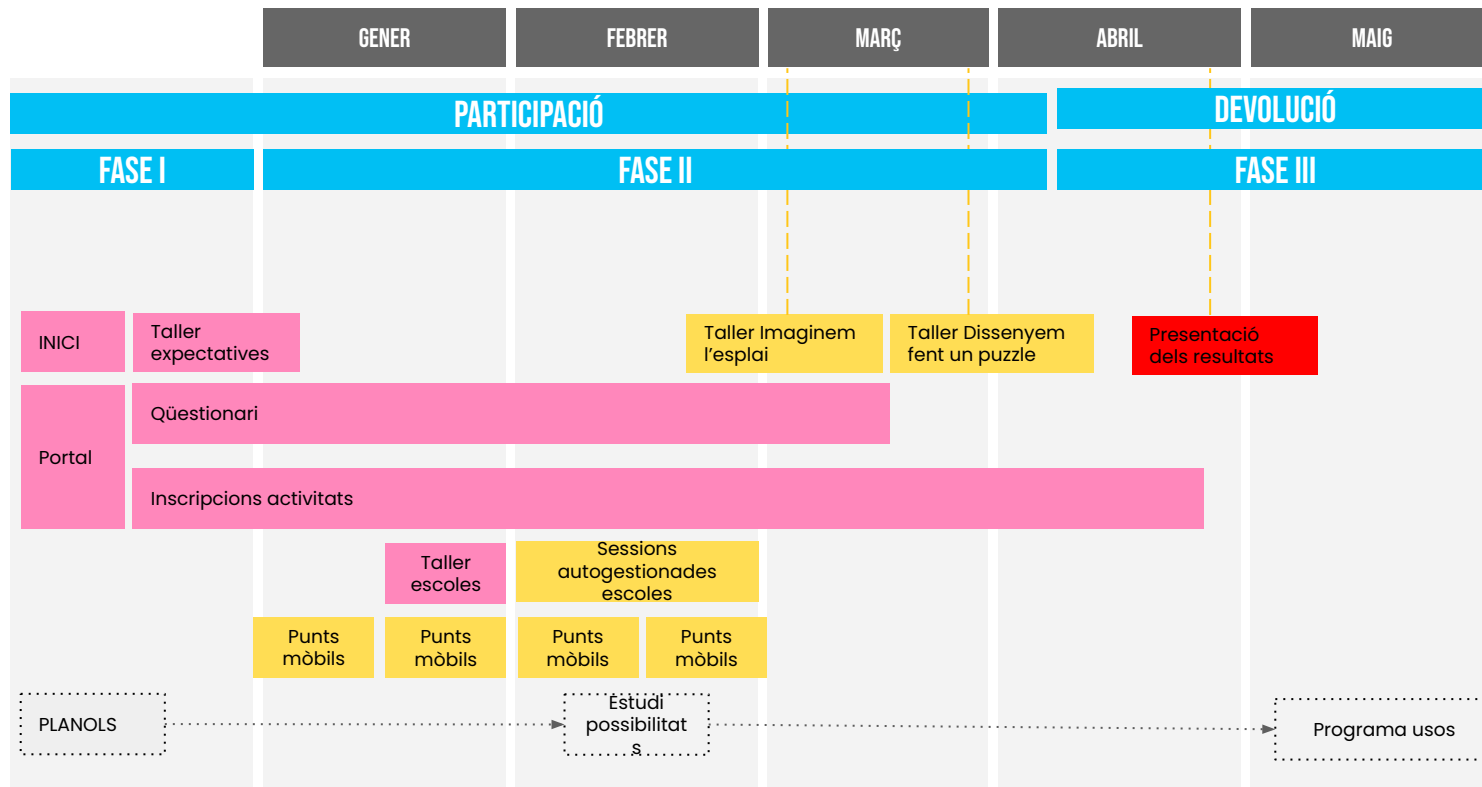 GENER
FEBRER
MARÇ
ABRIL
MAIG
PARTICIPACIÓ
DEVOLUCIÓ
FASE I
FASE II
FASE III
INICI
Taller
expectatives
Taller Imaginem
l'esplai
Taller Dissenyem
fent un puzzle
Presentació
dels resultats
Portal
Qüestionari
Inscripcions activitats
Taller
escoles
Sessions
autogestionades
escoles
Punts
mòbils
Punts
mòbils
Punts
mòbils
Punts
mòbils
PLANOLS
Estudi
possibilitat
s
Programa usos